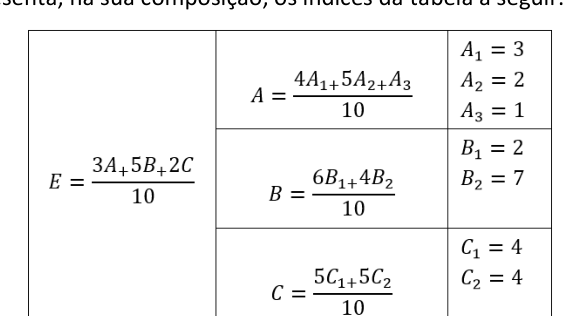 senta, na sua composição, os índices da tabela a seguir:
E = 3A₊5B₊2C / 10
A = 4A₁₊5A₂₊A₃ / 10
A₁ = 3
A₂ = 2
A₃ = 1
B = 6B₁₊4B₂ / 10
B₁ = 2
B₂ = 7
C = 5C₁₊5C₂ / 10
C₁ = 4
C₂ = 4